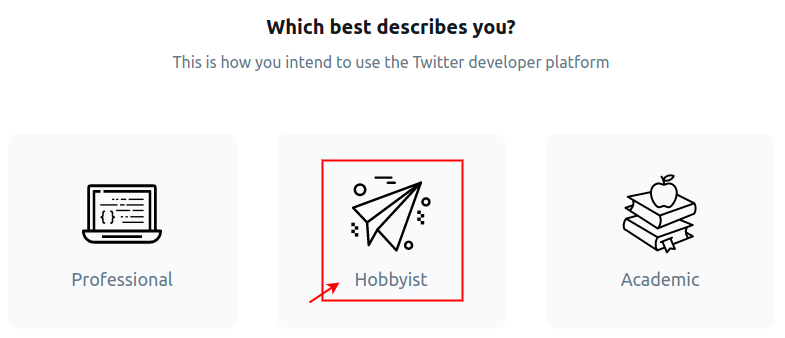 Which best describes you?
This is how you intend to use the Twitter developer platform
{ }
Professional
Hobbyist
Academic